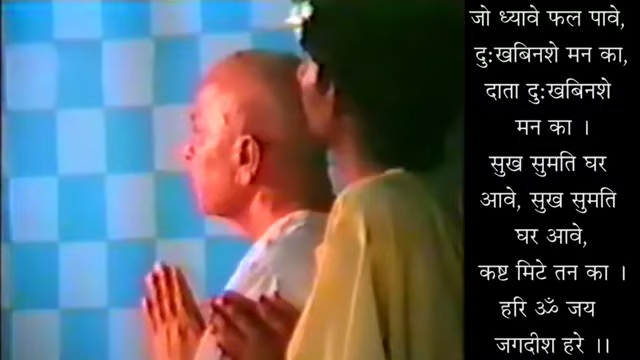 जो ध्यावे फल पावे,
दुःखबिनशे मन का,
दाता दुःखबिनशे
मन का ।
सुख सुमति घर
आवे, सुख सुमति
घर आवे,
कष्ट मिटे तन का ।
हरि ॐ जय
जगदीश हरे ।।